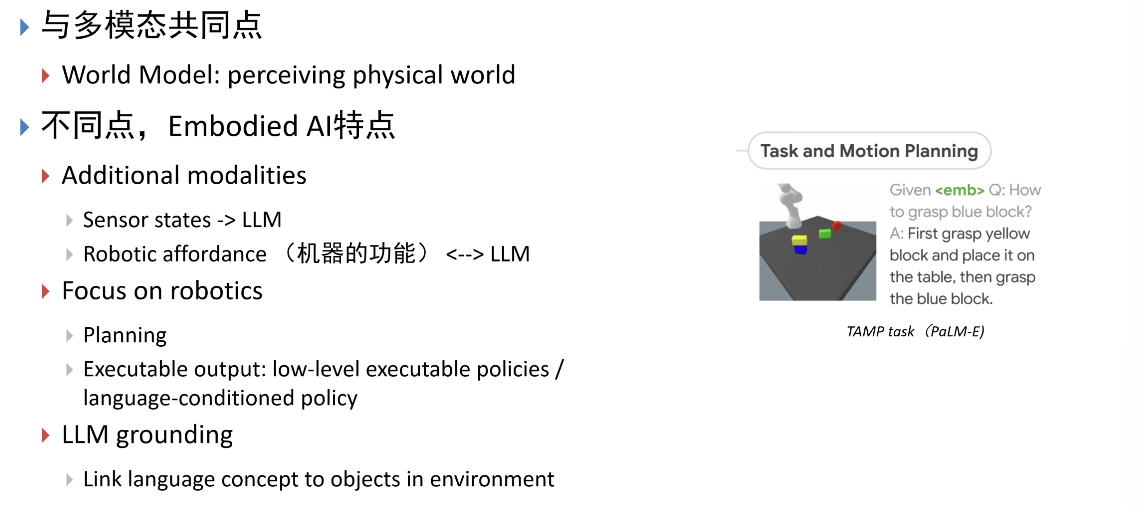 与多模态共同点
World Model: perceiving physical world
不同点，Embodied AI特点
Additional modalities
Sensor states -> LLM
Robotic affordance （机器的功能） <--> LLM
Focus on robotics
Planning
Executable output: low-level executable policies /
language-conditioned policy
LLM grounding
Link language concept to objects in environment
Task and Motion Planning
Given <emb> Q: How
to grasp blue block?
A: First grasp yellow
block and place it on
the table, then grasp
the blue block.
TAMP task（PaLM-E)